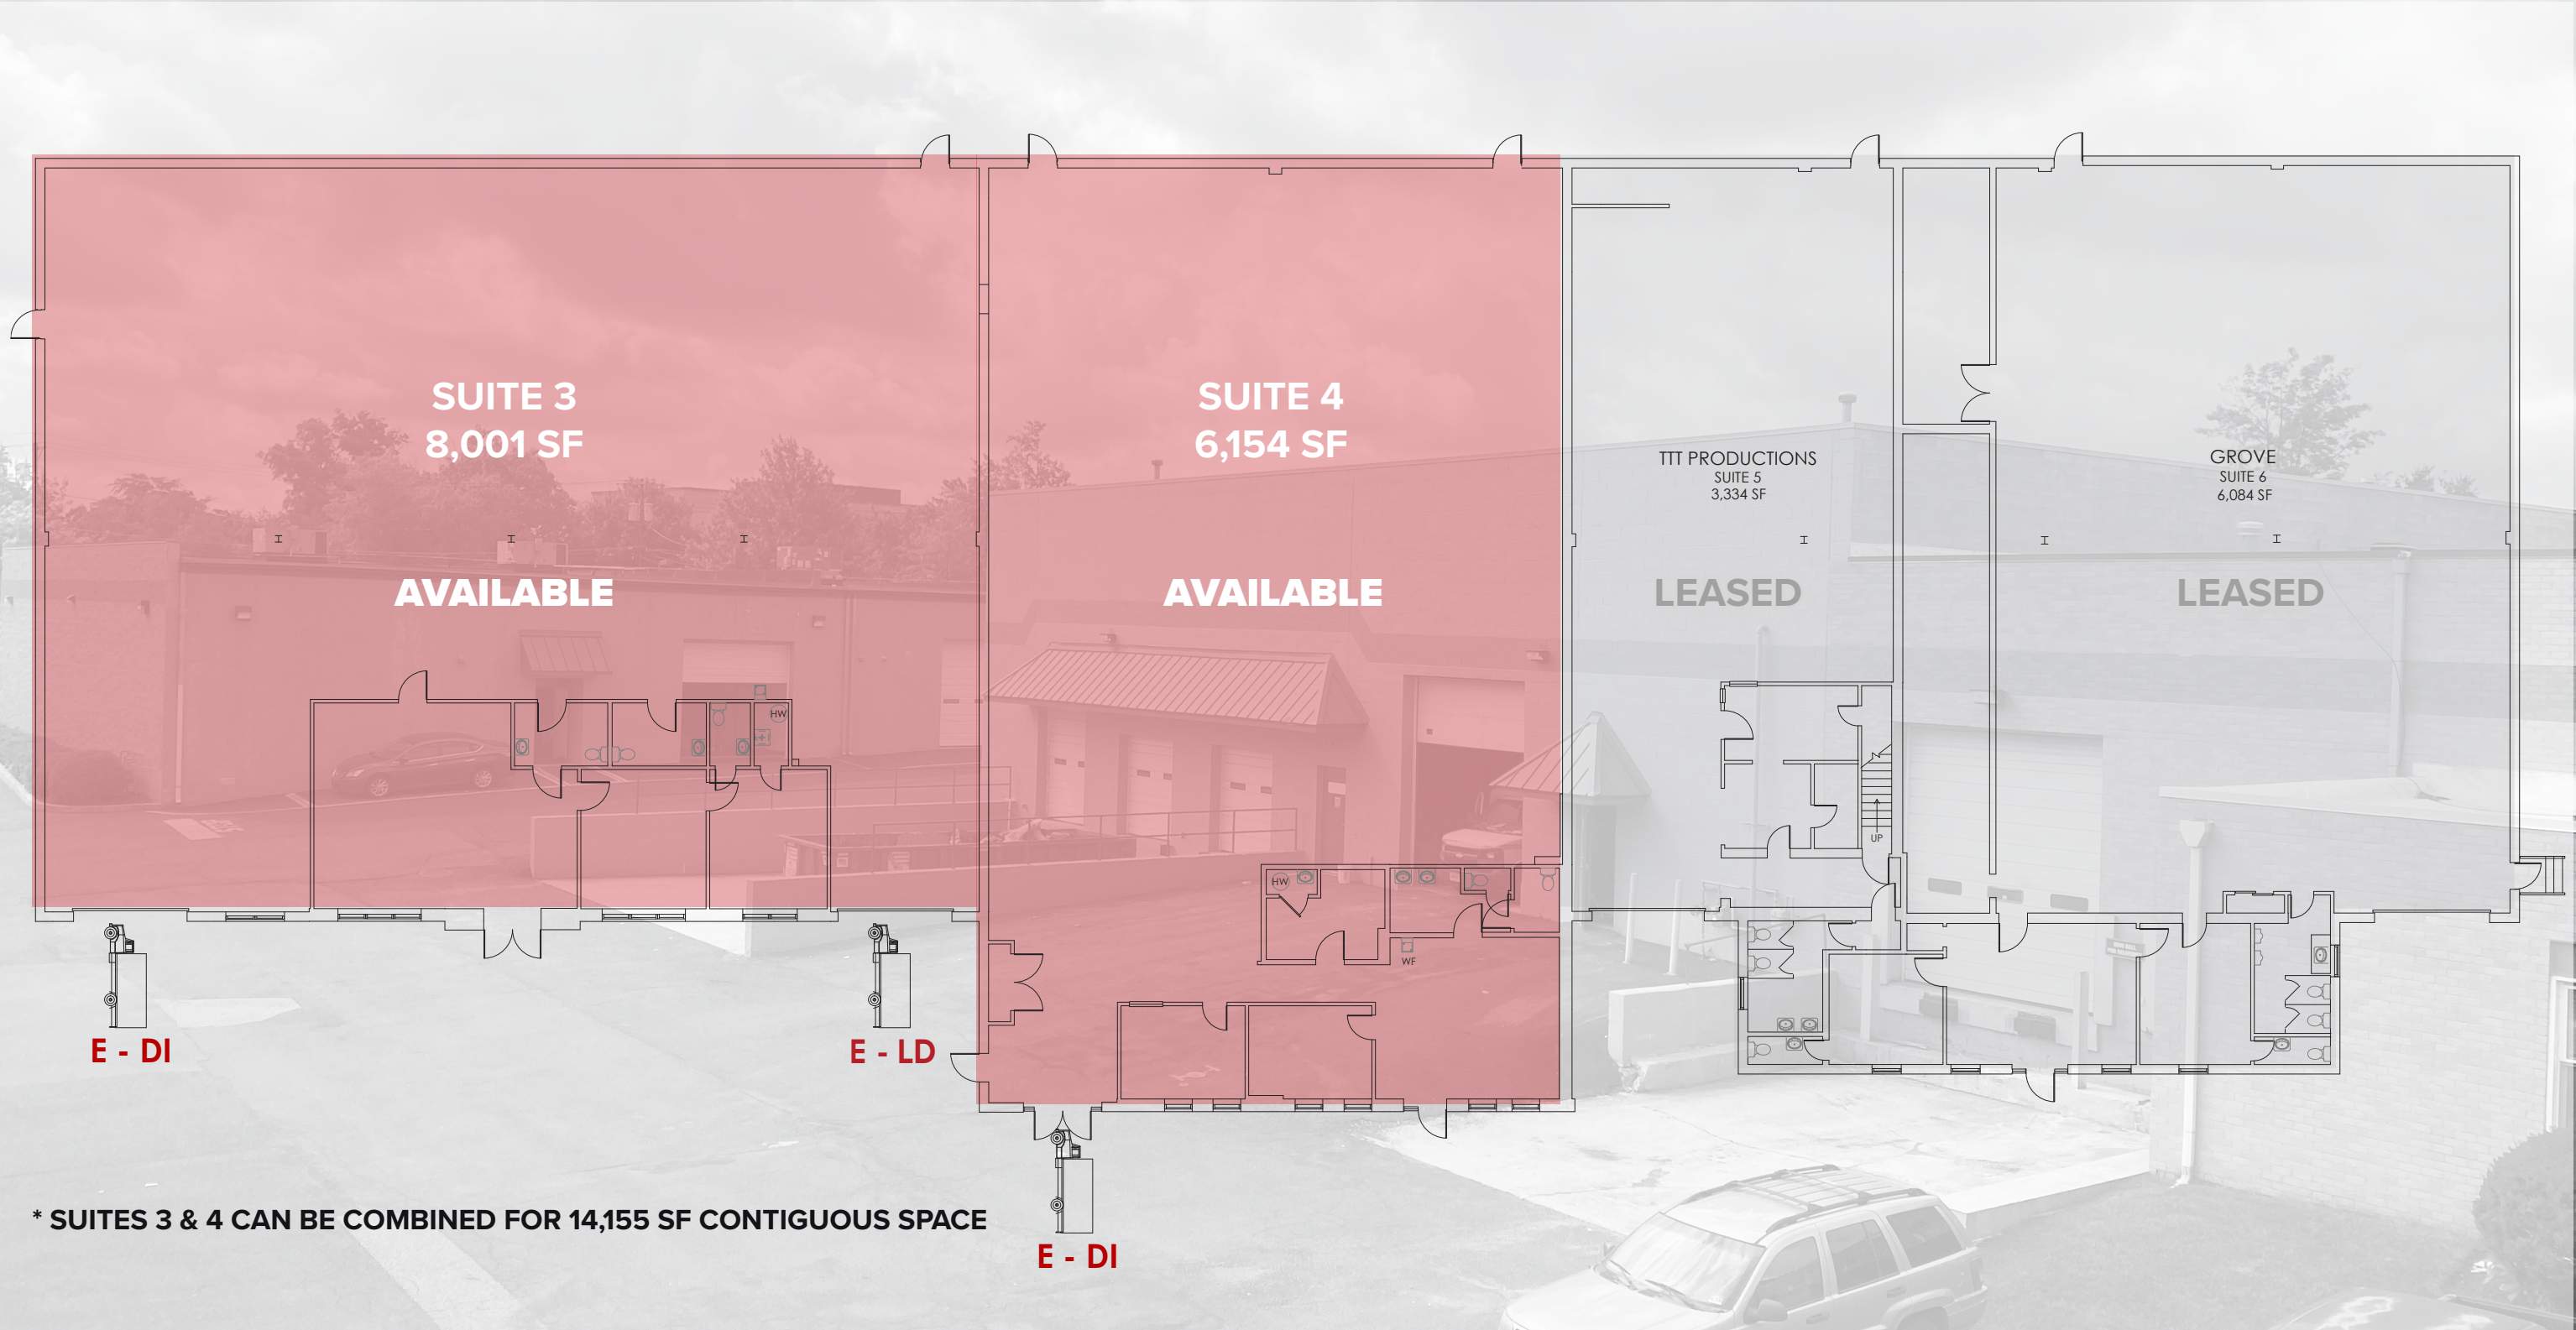 SUITE 3
8,001 SF
AVAILABLE
SUITE 4
6,154 SF
AVAILABLE
TTT PRODUCTIONS
SUITE 5
3,334 SF
LEASED
GROVE
SUITE 6
6,084 SF
LEASED
HW
HW
WF
UP
E - DI
E - LD
E - DI
* SUITES 3 & 4 CAN BE COMBINED FOR 14,155 SF CONTIGUOUS SPACE